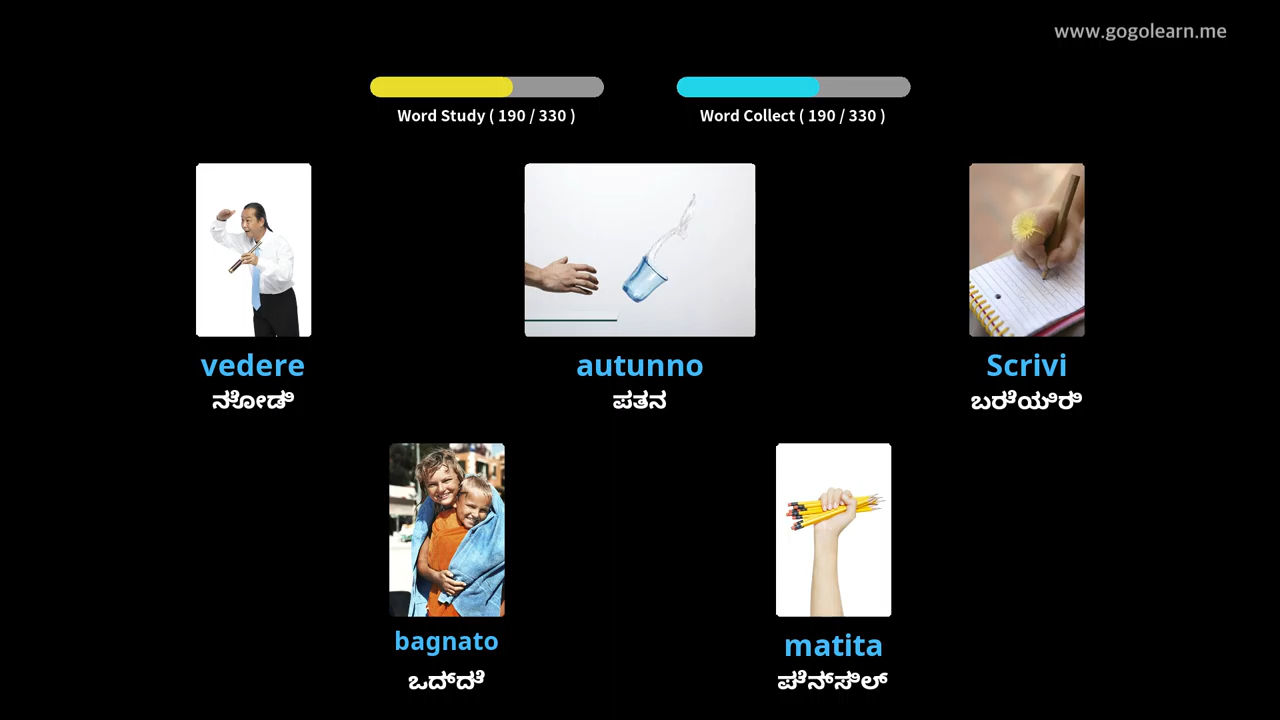 www.gogolearn.me
Word Study ( 190 / 330 )
Word Collect ( 190 / 330 )
vedere
ನೋಡಿ
autunno
ಪತನ
Scrivi
ಬರೆಯಿರಿ
bagnato
ಒದ್ದೆ
matita
ಪೆನ್ಸಿಲ್